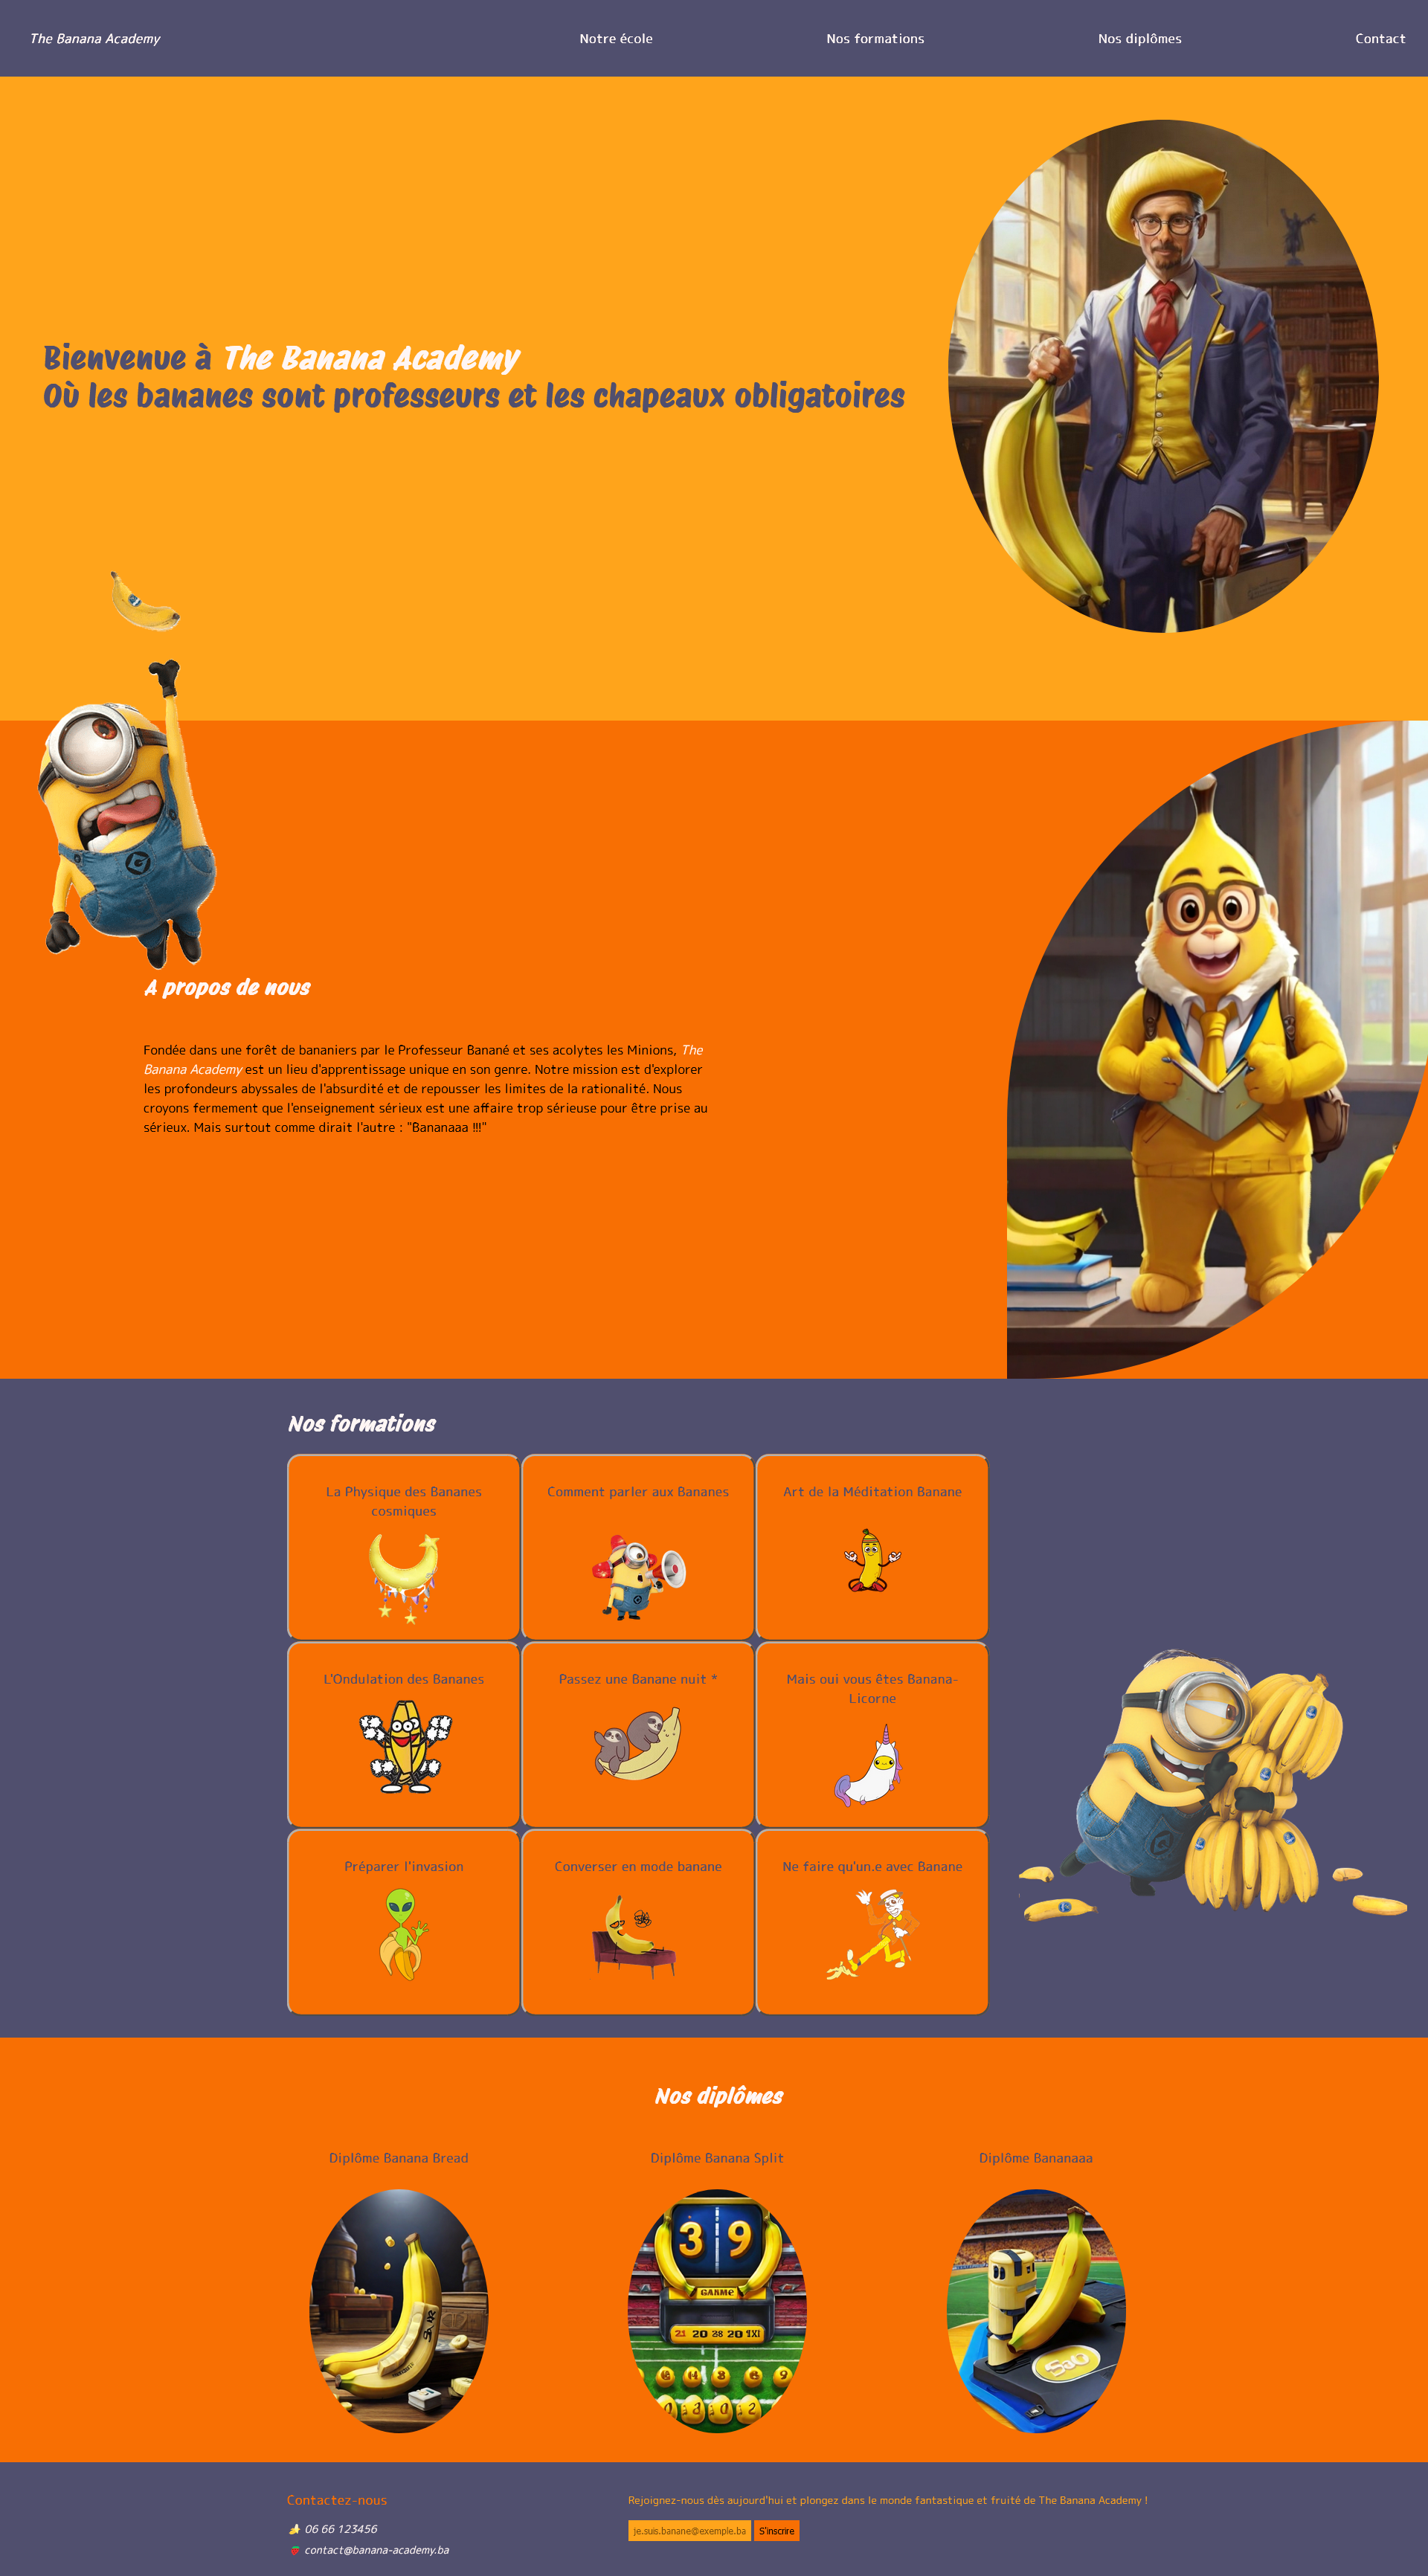 The Banana Academy
Notre école
Nos formations
Nos diplômes
Contact
Bienvenue à The Banana Academy
Où les bananes sont professeurs et les chapeaux obligatoires
A propos de nous
Fondée dans une forêt de bananiers par le Professeur Banané et ses acolytes les Minions, The
Banana Academy est un lieu d'apprentissage unique en son genre. Notre mission est d'explorer
les profondeurs abyssales de l'absurdité et de repousser les limites de la rationalité. Nous
croyons fermement que l'enseignement sérieux est une affaire trop sérieuse pour être prise au
sérieux. Mais surtout comme dirait l'autre : "Bananaaa !!!"
Nos formations
La Physique des Bananes
cosmiques
Comment parler aux Bananes
Art de la Méditation Banane
L'Ondulation des Bananes
Passez une Banane nuit *
Mais oui vous êtes Banana-
Licorne
Préparer l'invasion
Converser en mode banane
Ne faire qu'un.e avec Banane
Nos diplômes
Diplôme Banana Bread
Diplôme Banana Split
Diplôme Bananaaa
3 9
GANME
21 20 38 20
Contactez-nous
06 66 123456
contact@banana-academy.ba
Rejoignez-nous dès aujourd'hui et plongez dans le monde fantastique et fruité de The Banana Academy !
je.suis.banane@exemple.ba
S'inscrire